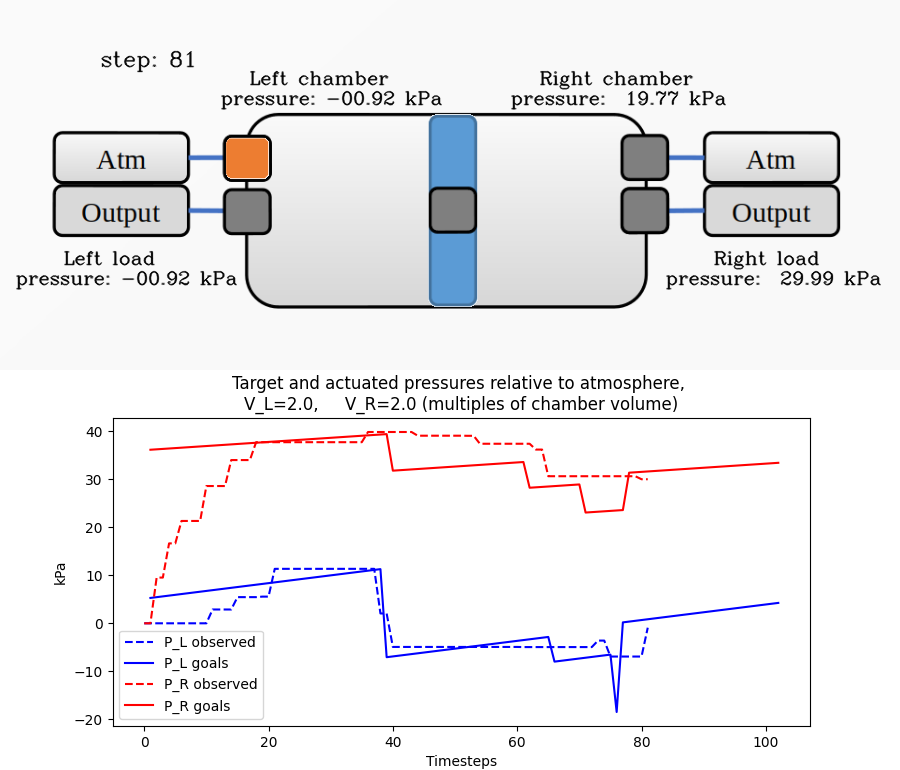 step: 81
Left chamber
pressure: −00.92 kPa
Right chamber
pressure: 19.77 kPa
Atm
Atm
Output
Output
Left load
pressure: −00.92 kPa
Right load
pressure: 29.99 kPa
Target and actuated pressures relative to atmosphere,
V_L=2.0, V_R=2.0 (multiples of chamber volume)
40
30
20
10
0
−10
−20
kPa
P_L observed
P_L goals
P_R observed
P_R goals
0 20 40 60 80 100
Timesteps